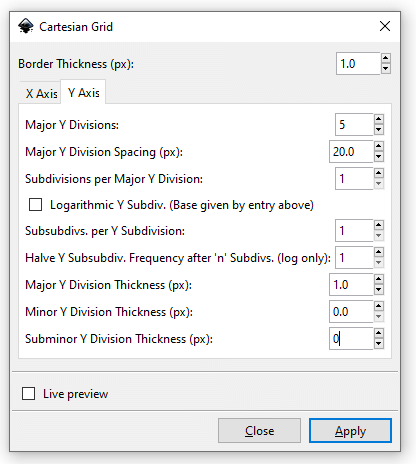 Cartesian Grid
Border Thickness (px): 1.0
X Axis Y Axis
Major Y Divisions: 5
Major Y Division Spacing (px): 20.0
Subdivisions per Major Y Division: 1
Logarithmic Y Subdiv. (Base given by entry above)
Subsubdivs. per Y Subdivision: 1
Halve Y Subsubdiv. Frequency after 'n' Subdivs. (log only): 1
Major Y Division Thickness (px): 1.0
Minor Y Division Thickness (px): 0.0
Subminor Y Division Thickness (px): 0
Live preview
Close Apply